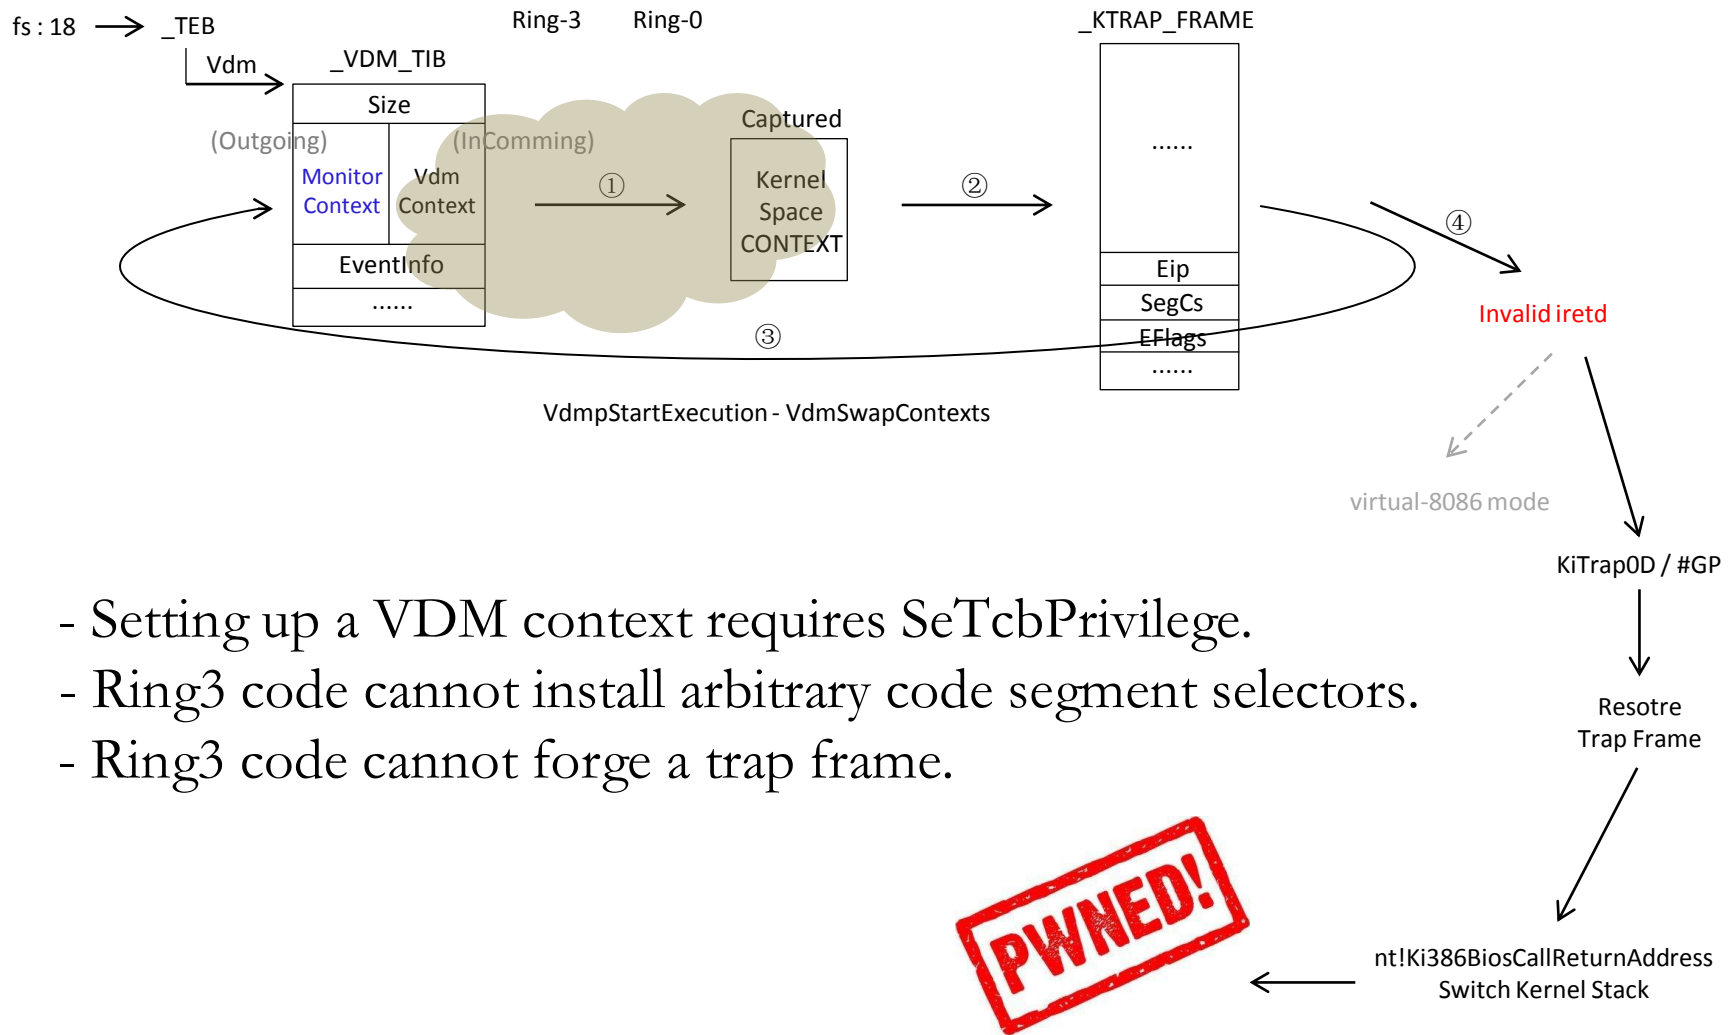 fs : 18
_TEB
Ring-3
Ring-0
_KTRAP_FRAME
Vdm
_VDM_TIB
Size
(Outgoing)
(InComming)
Monitor
Context
Vdm
Context
EventInfo
......
①
Captured
Kernel
Space
CONTEXT
②
......
Eip
SegCs
EFlags
......
③
④
Invalid iretd
VdmpStartExecution - VdmSwapContexts
virtual-8086 mode
KiTrap0D / #GP
Resotre
Trap Frame
nt!Ki386BiosCallReturnAddress
Switch Kernel Stack
- Setting up a VDM context requires SeTcbPrivilege.
- Ring3 code cannot install arbitrary code segment selectors.
- Ring3 code cannot forge a trap frame.
PWNED!